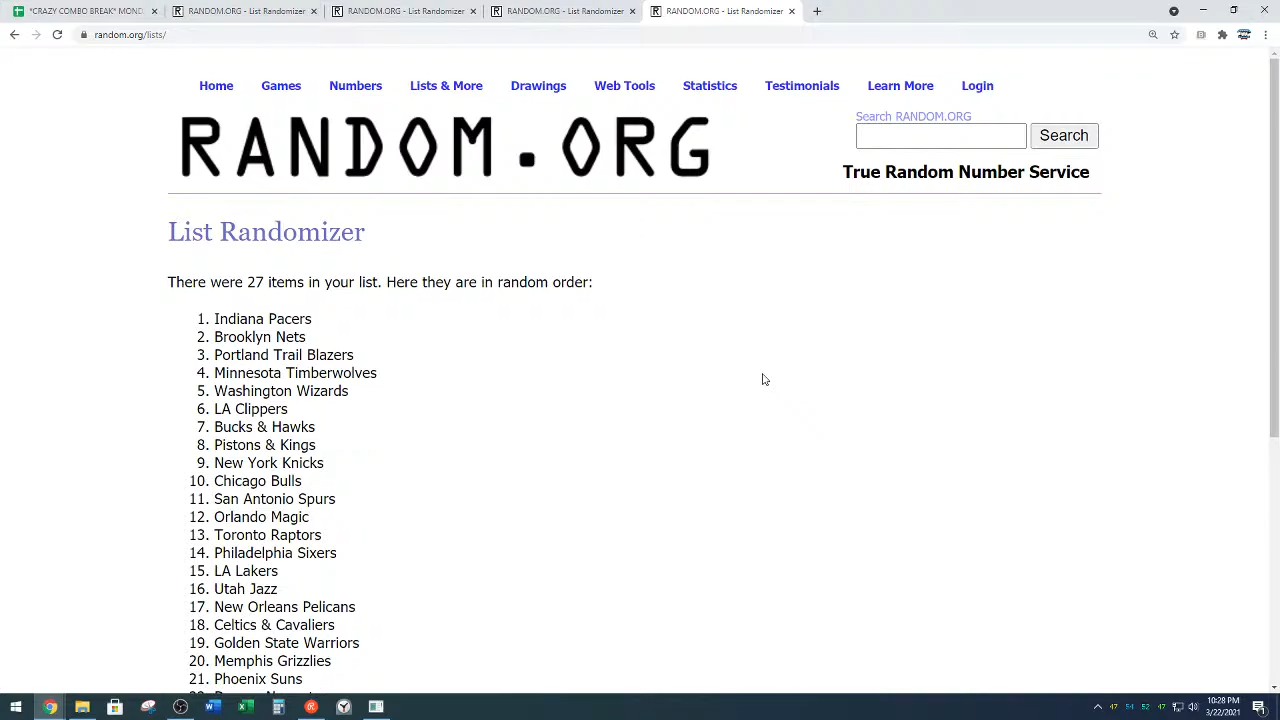 *CRAZY COMBO BREAK* MOND
RANDOM.ORG - List Randomizer
RANDOM.ORG - List Randomizer
RANDOM.ORG - List Randomizer
RANDOM.ORG - List Randomizer
random.org/lists/
Home Games Numbers Lists & More Drawings Web Tools Statistics Testimonials Learn More Login
RANDOM.ORG
Search RANDOM.ORG
Search
True Random Number Service
List Randomizer
There were 27 items in your list. Here they are in random order:
1. Indiana Pacers
2. Brooklyn Nets
3. Portland Trail Blazers
4. Minnesota Timberwolves
5. Washington Wizards
6. LA Clippers
7. Bucks & Hawks
8. Pistons & Kings
9. New York Knicks
10. Chicago Bulls
11. San Antonio Spurs
12. Orlando Magic
13. Toronto Raptors
14. Philadelphia Sixers
15. LA Lakers
16. Utah Jazz
17. New Orleans Pelicans
18. Celtics & Cavaliers
19. Golden State Warriors
20. Memphis Grizzlies
21. Phoenix Suns
47 54 52 47
10:28 PM
3/22/2021